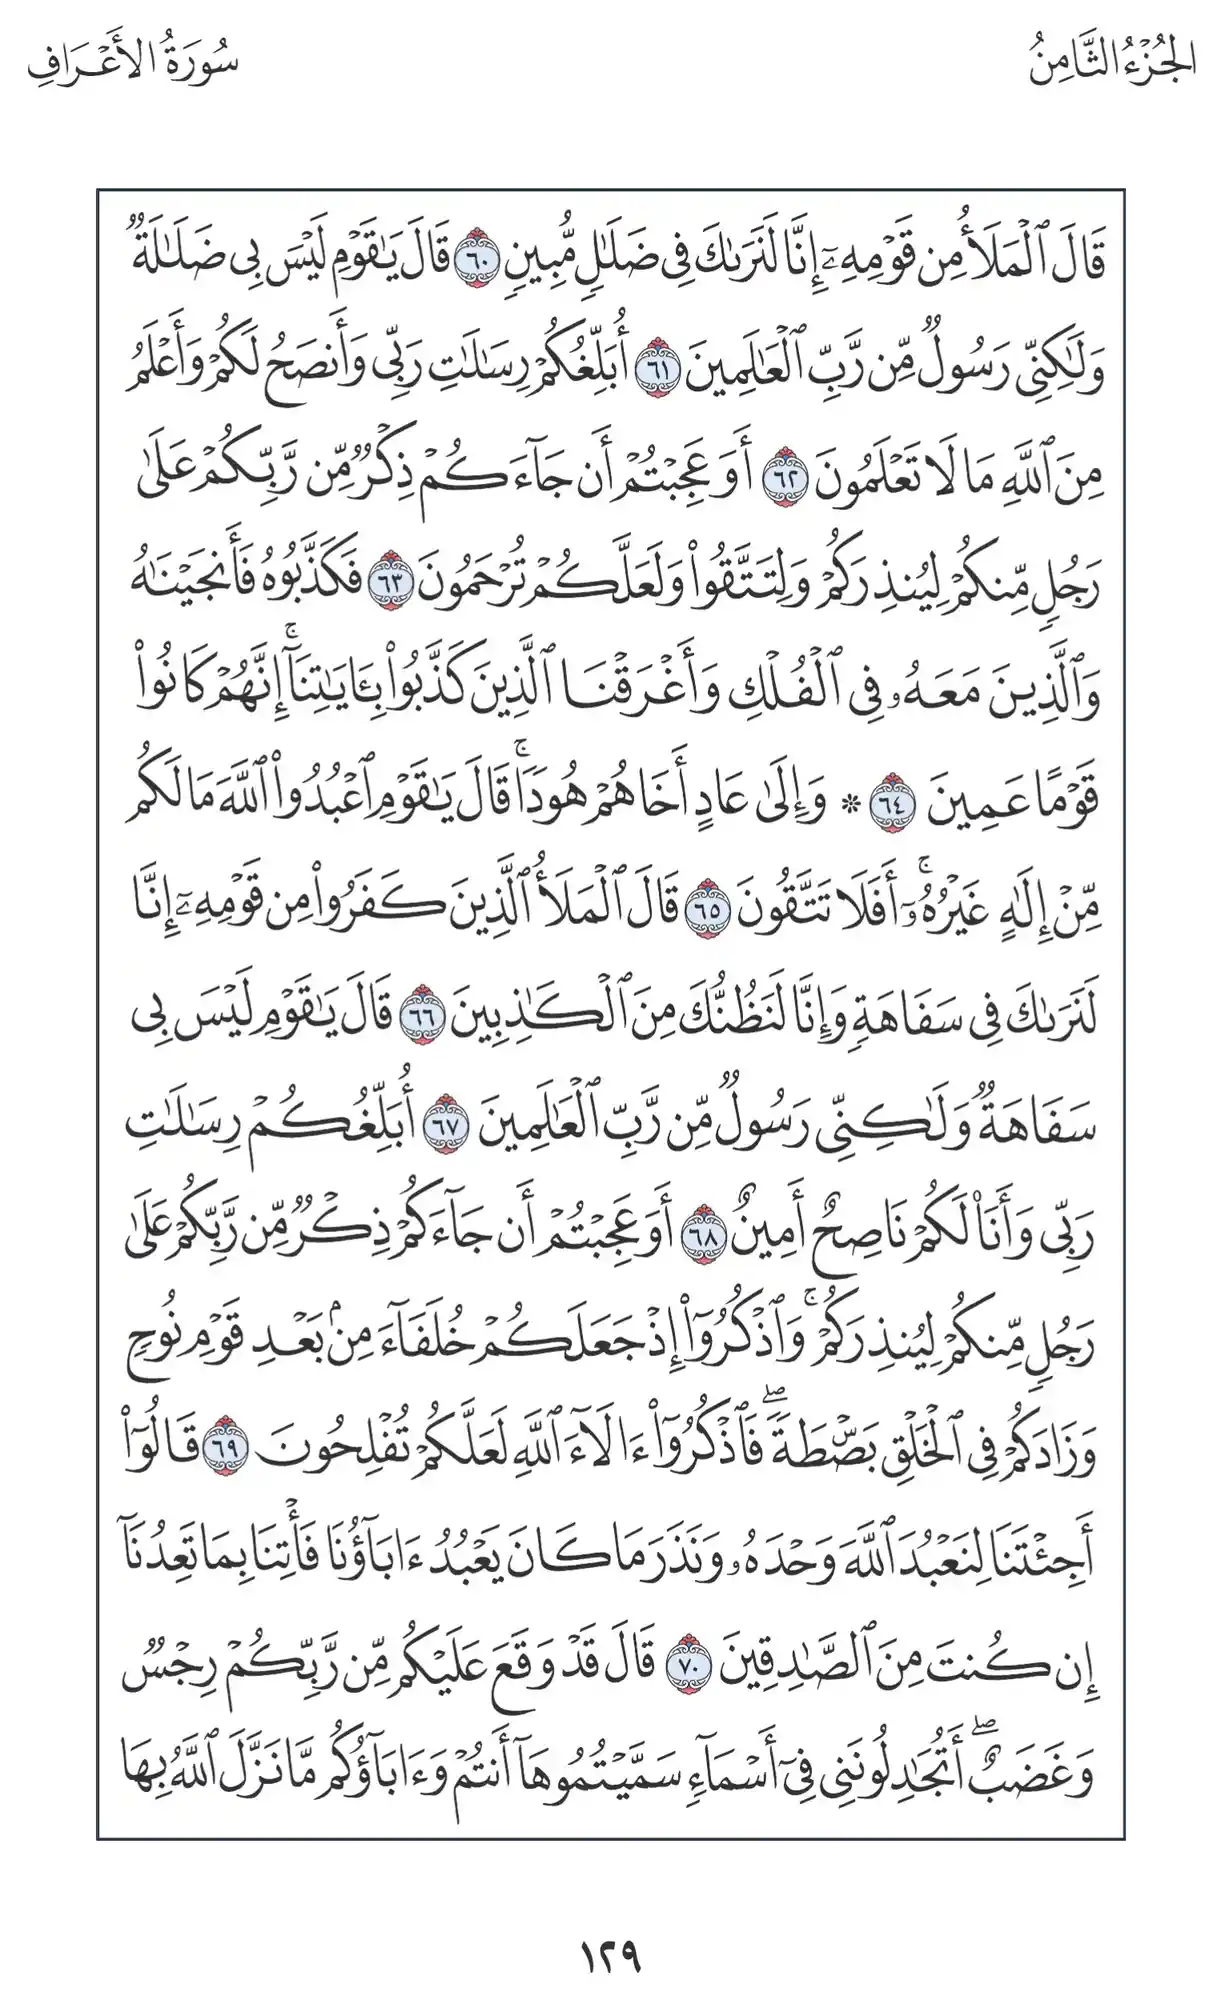 الجُزْءُ الثَّامِنُ
سُورَةُ الأَعْرَافِ
قَالَ ٱلْمَلَأُ مِن قَوْمِهِۦٓ إِنَّا لَنَرَىٰكَ فِى ضَلَـٰلٍ مُّبِينٍ ٦٠ قَالَ يَـٰقَوْمِ لَيْسَ بِى ضَلَـٰلَةٌ
وَلَـٰكِنِّى رَسُولٌ مِّن رَّبِّ ٱلْعَـٰلَمِينَ ٦١ أُبَلِّغُكُمْ رِسَـٰلَـٰتِ رَبِّى وَأَنصَحُ لَكُمْ وَأَعْلَمُ
مِنَ ٱللَّهِ مَا لَا تَعْلَمُونَ ٦٢ أَوَعَجِبْتُمْ أَن جَآءَكُمْ ذِكْرٌ مِّن رَّبِّكُمْ عَلَىٰ
رَجُلٍ مِّنكُمْ لِيُنذِرَكُمْ وَلِتَتَّقُوا۟ وَلَعَلَّكُمْ تُرْحَمُونَ ٦٣ فَكَذَّبُوهُ فَأَنجَيْنَـٰهُ
وَٱلَّذِينَ مَعَهُۥ فِى ٱلْفُلْكِ وَأَغْرَقْنَا ٱلَّذِينَ كَذَّبُوا۟ بِـَٔايَـٰتِنَآ ۚ إِنَّهُمْ كَانُوا۟
قَوْمًا عَمِينَ ٦٤ * وَإِلَىٰ عَادٍ أَخَاهُمْ هُودًا ۗ قَالَ يَـٰقَوْمِ ٱعْبُدُوا۟ ٱللَّهَ مَا لَكُم
مِّنْ إِلَـٰهٍ غَيْرُهُۥٓ ۚ أَفَلَا تَتَّقُونَ ٦٥ قَالَ ٱلْمَلَأُ ٱلَّذِينَ كَفَرُوا۟ مِن قَوْمِهِۦٓ إِنَّا
لَنَرَىٰكَ فِى سَفَاهَةٍ وَإِنَّا لَنَظُنُّكَ مِنَ ٱلْكَـٰذِبِينَ ٦٦ قَالَ يَـٰقَوْمِ لَيْسَ بِى
سَفَاهَةٌ وَلَـٰكِنِّى رَسُولٌ مِّن رَّبِّ ٱلْعَـٰلَمِينَ ٦٧ أُبَلِّغُكُمْ رِسَـٰلَـٰتِ
رَبِّى وَأَنَا۠ لَكُمْ نَاصِحٌ أَمِينٌ ٦٨ أَوَعَجِبْتُمْ أَن جَآءَكُمْ ذِكْرٌ مِّن رَّبِّكُمْ عَلَىٰ
رَجُلٍ مِّنكُمْ لِيُنذِرَكُمْ ۚ وَٱذْكُرُوٓا۟ إِذْ جَعَلَكُمْ خُلَفَآءَ مِنۢ بَعْدِ قَوْمِ نُوحٍ
وَزَادَكُمْ فِى ٱلْخَلْقِ بَصْۜطَةً ۖ فَٱذْكُرُوٓا۟ ءَالَآءَ ٱللَّهِ لَعَلَّكُمْ تُفْلِحُونَ ٦٩ قَالُوٓا۟
أَجِئْتَنَا لِنَعْبُدَ ٱللَّهَ وَحْدَهُۥ وَنَذَرَ مَا كَانَ يَعْبُدُ ءَابَآؤُنَا فَأْتِنَا بِمَا تَعِدُنَآ
إِن كُنتَ مِنَ ٱلصَّـٰدِقِينَ ٧٠ قَالَ قَدْ وَقَعَ عَلَيْكُم مِّن رَّبِّكُمْ رِجْسٌ
وَغَضَبٌ ۖ أَتُجَـٰدِلُونَنِى فِىٓ أَسْمَآءٍ سَمَّيْتُمُوهَآ أَنتُمْ وَءَابَآؤُكُم مَّا نَزَّلَ ٱللَّهُ بِهَا
١٢٩